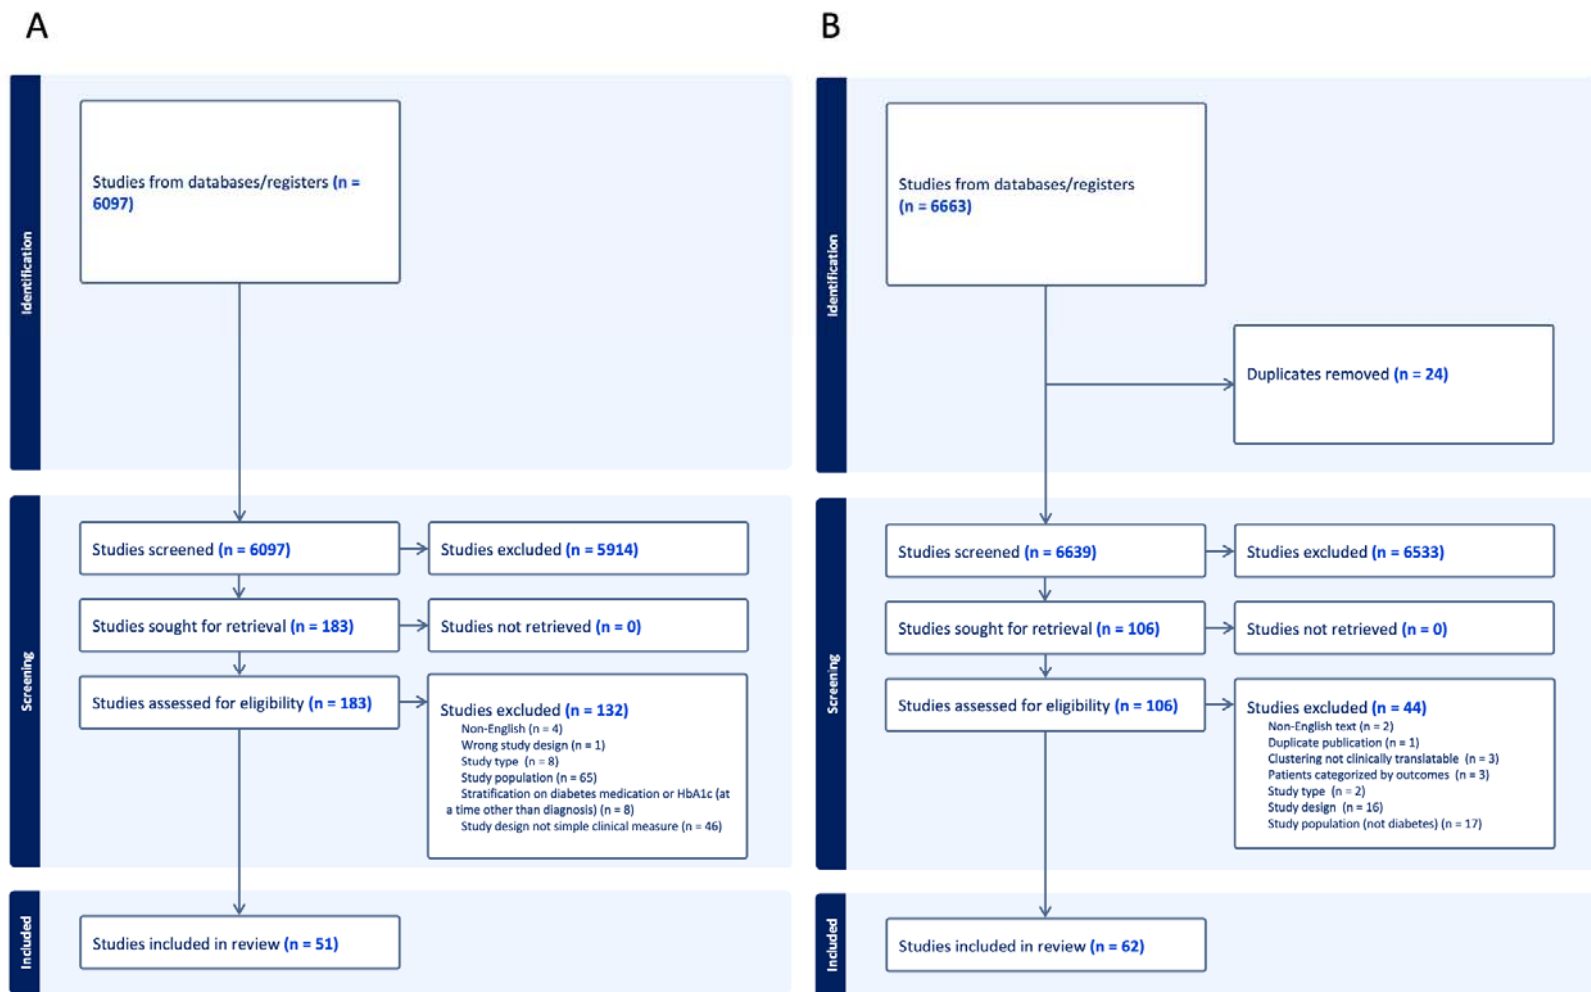 A
Identification
Studies from databases/registers (n =
6097)
Screening
Studies screened (n = 6097)
Studies excluded (n = 5914)
Studies sought for retrieval (n = 183)
Studies not retrieved (n = 0)
Studies assessed for eligibility (n = 183)
Studies excluded (n = 132)
Non-English (n = 4)
Wrong study design (n = 1)
Study type (n = 8)
Study population (n = 65)
Stratification on diabetes medication or HbA1c (at
a time other than diagnosis) (n = 8)
Study design not simple clinical measure (n = 46)
Included
Studies included in review (n = 51)
B
Identification
Studies from databases/registers
(n = 6663)
Duplicates removed (n = 24)
Screening
Studies screened (n = 6639)
Studies excluded (n = 6533)
Studies sought for retrieval (n = 106)
Studies not retrieved (n = 0)
Studies assessed for eligibility (n = 106)
Studies excluded (n = 44)
Non-English text (n = 2)
Duplicate publication (n = 1)
Clustering not clinically translatable (n = 3)
Patients categorized by outcomes (n = 3)
Study type (n = 2)
Study design (n = 16)
Study population (not diabetes) (n = 17)
Included
Studies included in review (n = 62)